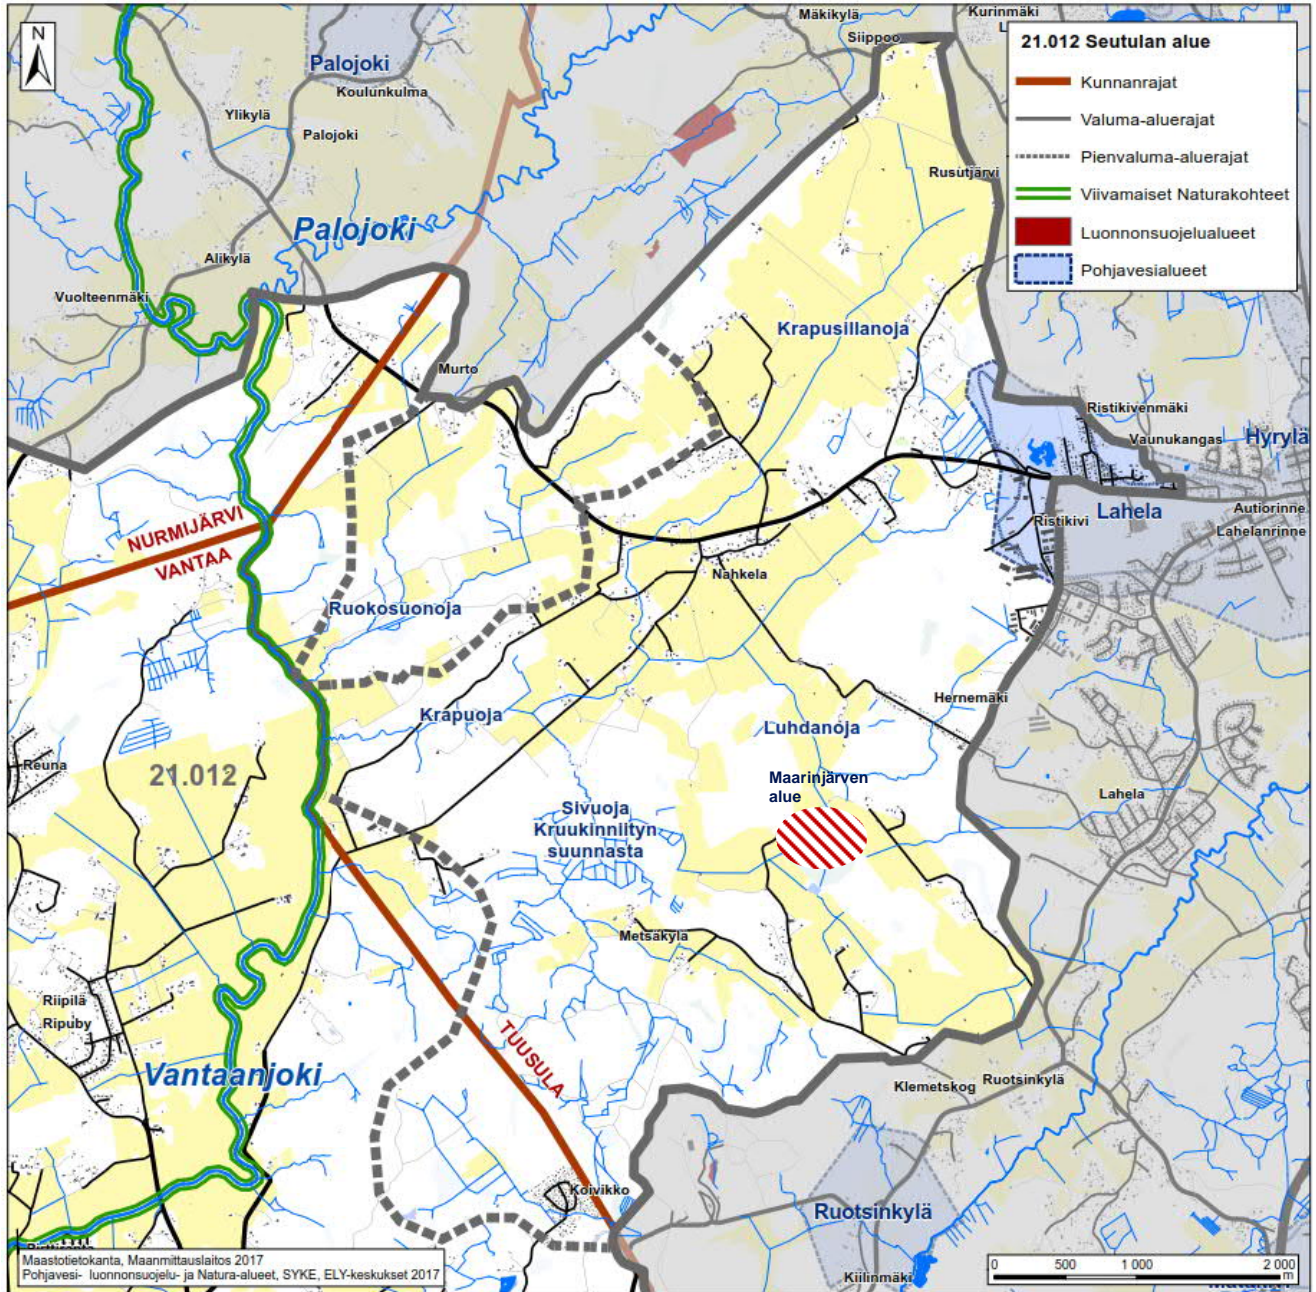 N
Mäkikylä
Siippoo
Kurinmäki
21.012 Seutulan alue
Kunnanrajat
Valuma-aluerajat
Pienvaluma-aluerajat
Viivamaiset Naturakohteet
Luonnonsuojelualueet
Pohjavesialueet
Palojoki
Koulunkulma
Ylikylä
Palojoki
Rusutjärvi
Palojoki
Alikylä
Vuolteenmäki
Krapusillanoja
Murto
Ristikivenmäki
Vaunukangas
Hyrylä
Lahela
Autiorinne
Lahelanrinne
Ristikivi
NURMIJÄRVI
VANTAA
Nahkela
Ruokosuonoja
Hernemäki
Krapuoja
Luhdanoja
Reuna
21.012
Maarinjärven
alue
Lahela
Sivuoja
Kruukinniityn
suunnasta
Metsäkylä
Riipilä
Ripuby
TUUSULA
Vantaanjoki
Klemetskog
Ruotsinkylä
Koivikko
Ruotsinkylä
Kiilinmäki
Maastotietokanta, Maanmittauslaitos 2017
Pohjavesi- luonnonsuojelu- ja Natura-alueet, SYKE, ELY-keskukset 2017
0 500 1 000 2 000
m